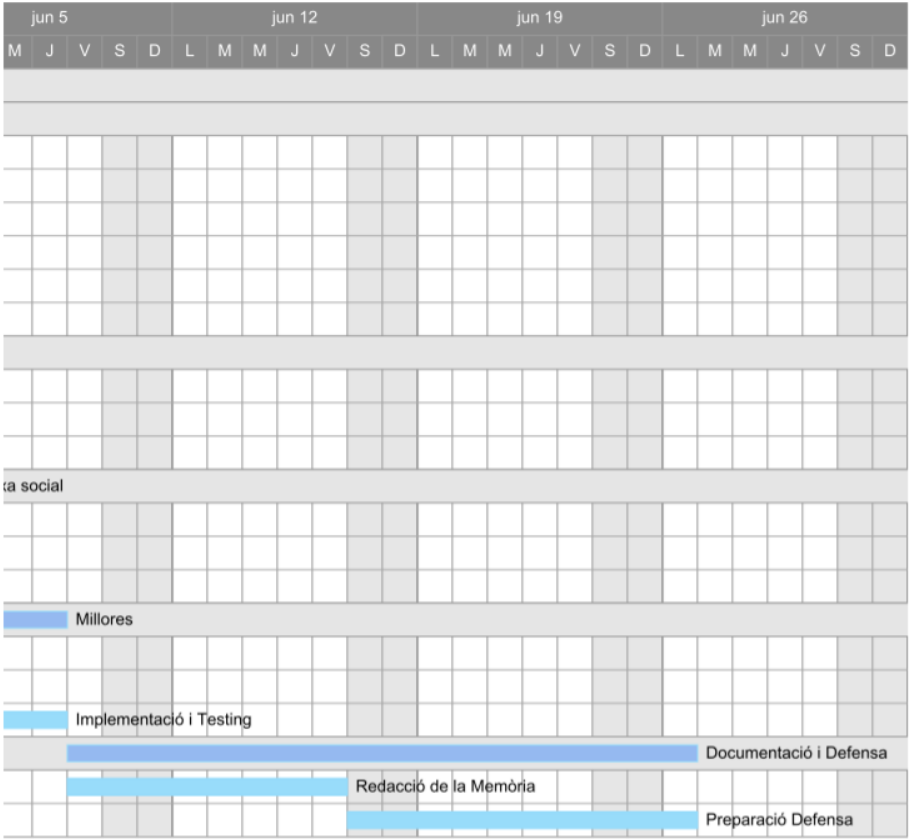 jun 5 jun 12 jun 19 jun 26
M J V S D L M M J V S D L M M J V S D L M M J V S D
xa social
Millores
Implementació i Testing
Documentació i Defensa
Redacció de la Memòria
Preparació Defensa